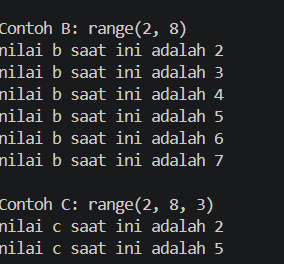 Contoh B: range(2, 8)
nilai b saat ini adalah 2
nilai b saat ini adalah 3
nilai b saat ini adalah 4
nilai b saat ini adalah 5
nilai b saat ini adalah 6
nilai b saat ini adalah 7

Contoh C: range(2, 8, 3)
nilai c saat ini adalah 2
nilai c saat ini adalah 5